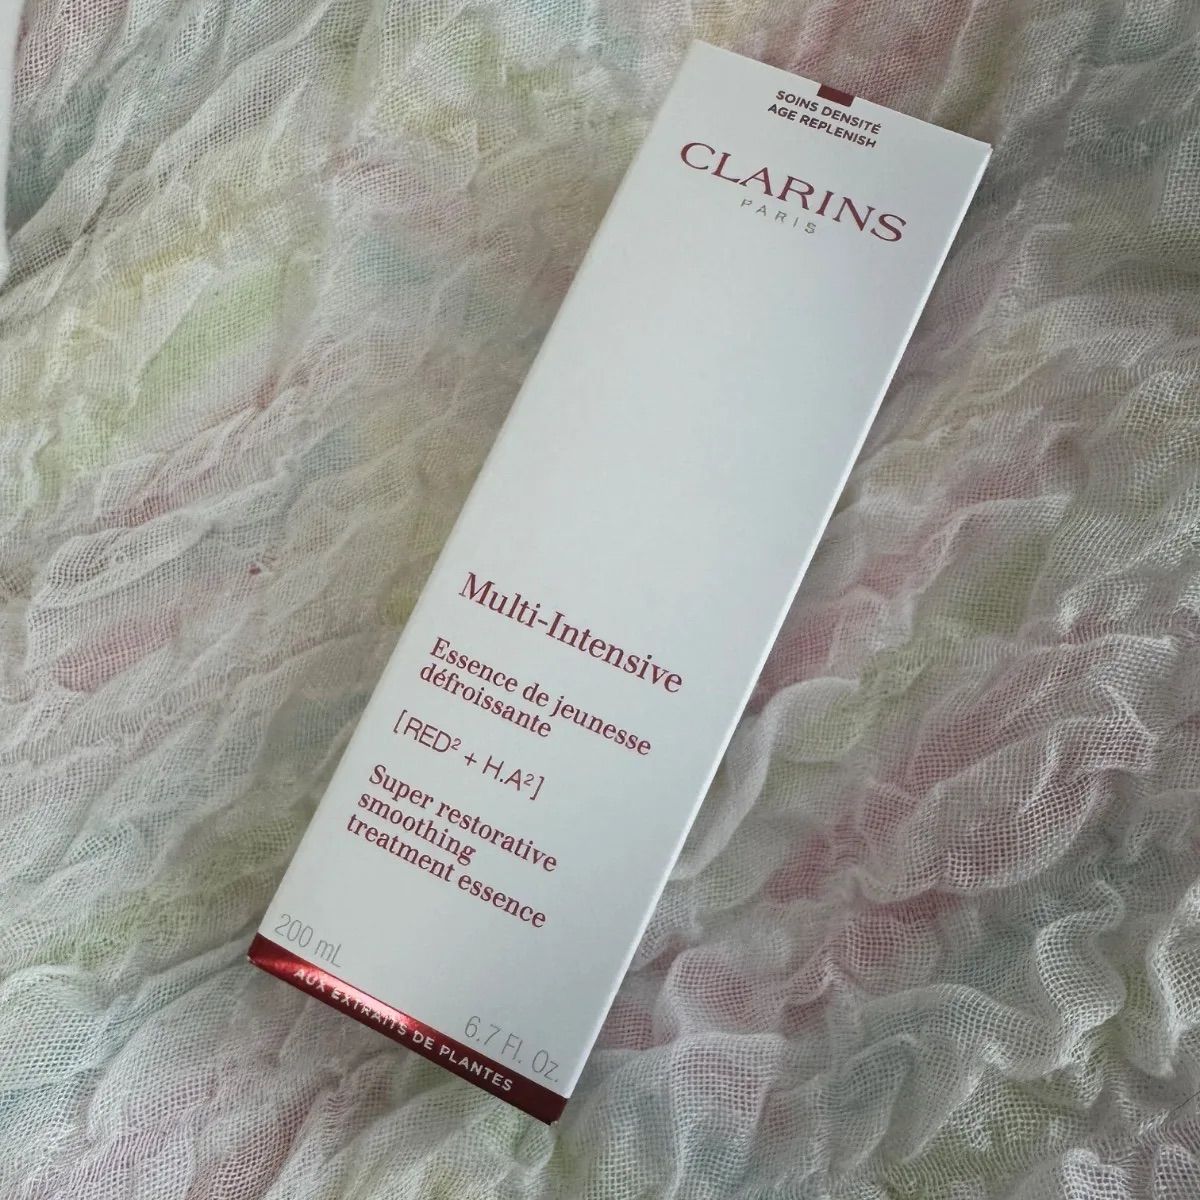 SOINS DENSITÉ
AGE REPLENISH
CLARINS
PARIS
Multi-Intensive
Essence de jeunesse
défroissante
[RED² + H.A²]
Super restorative
smoothing
treatment essence
200 mL
6.7 Fl. Oz.
AUX EXTRAITS DE PLANTES